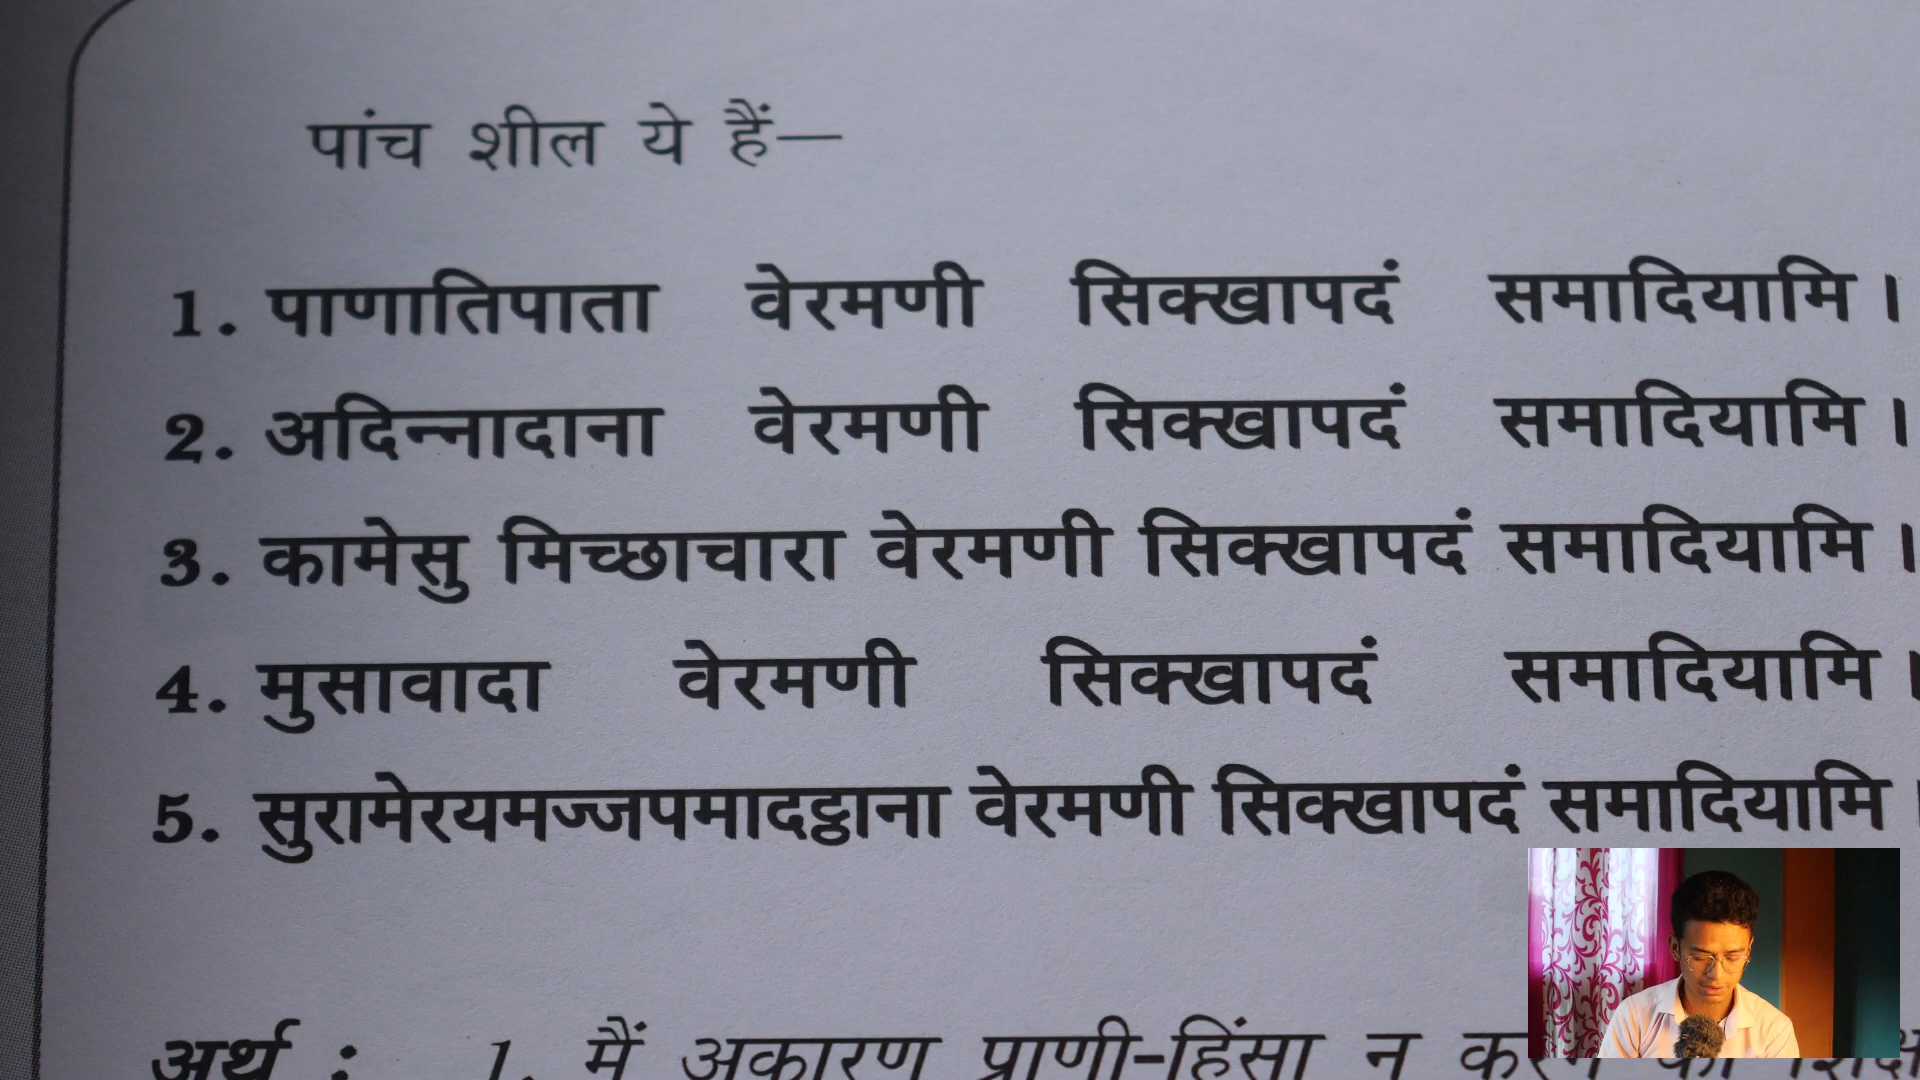 पांच शील ये हैं—
1. पाणातिपाता वेरमणी सिक्खापदं समादियामि।
2. अदिन्नादाना वेरमणी सिक्खापदं समादियामि।
3. कामेसु मिच्छाचारा वेरमणी सिक्खापदं समादियामि।
4. मुसावादा वेरमणी सिक्खापदं समादियामि।
5. सुरामेरयमज्जपमादट्ठाना वेरमणी सिक्खापदं समादियामि।
अर्थ : 1. मैं अकारण प्राणी-हिंसा न